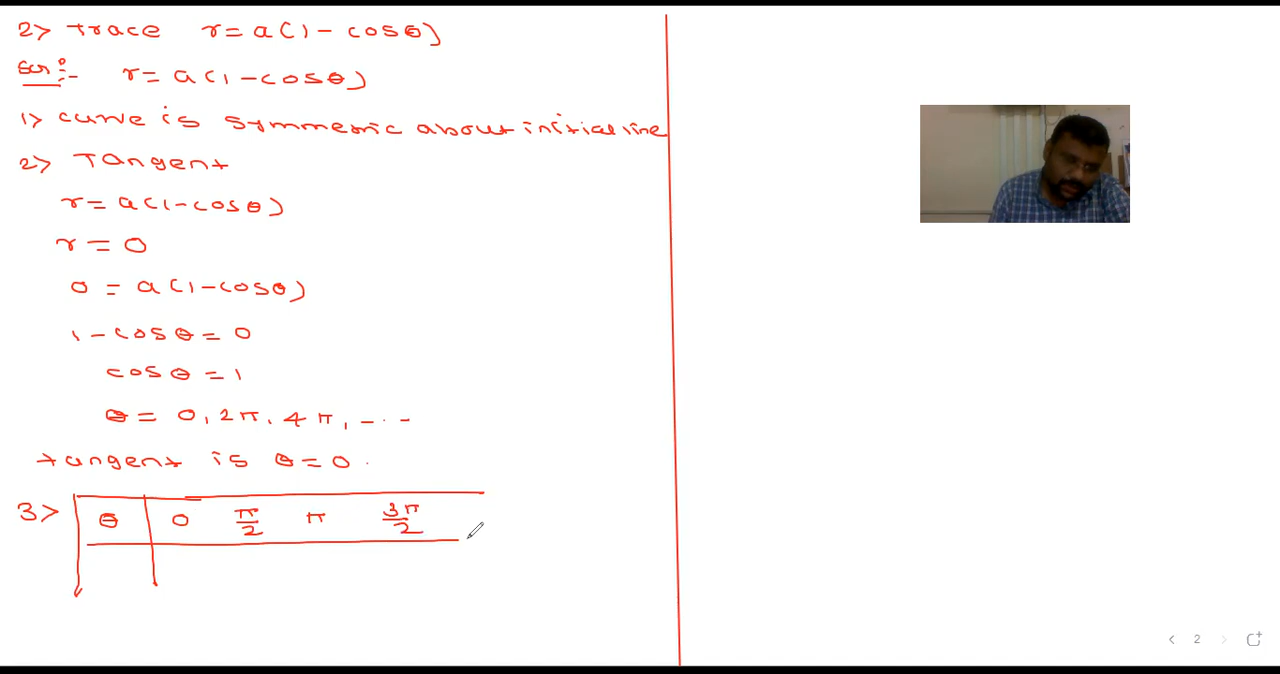 2> Trace r=a(1-cosθ)
Soln:- r=a(1-cosθ)
1> curve is symmetric about initial line
2> Tangent
r=a(1-cosθ)
r=0
0=a(1-cosθ)
1-cosθ=0
cosθ=1
θ=0,2π,4π,---
tangent is θ=0.
3> θ 0 π/2 π 3π/2
< 2 >